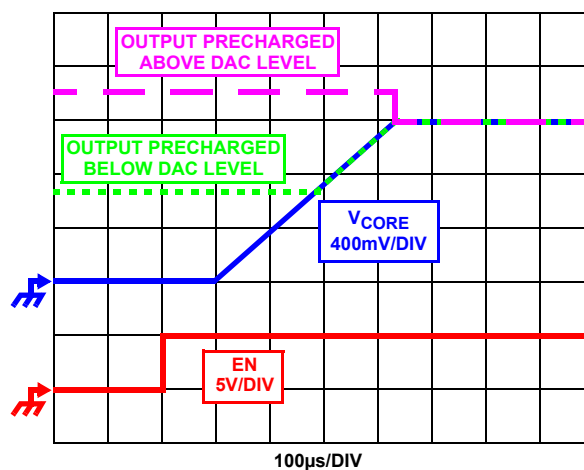 OUTPUT PRECHARGED
ABOVE DAC LEVEL
OUTPUT PRECHARGED
BELOW DAC LEVEL
VCORE
400mV/DIV
EN
5V/DIV
100µs/DIV